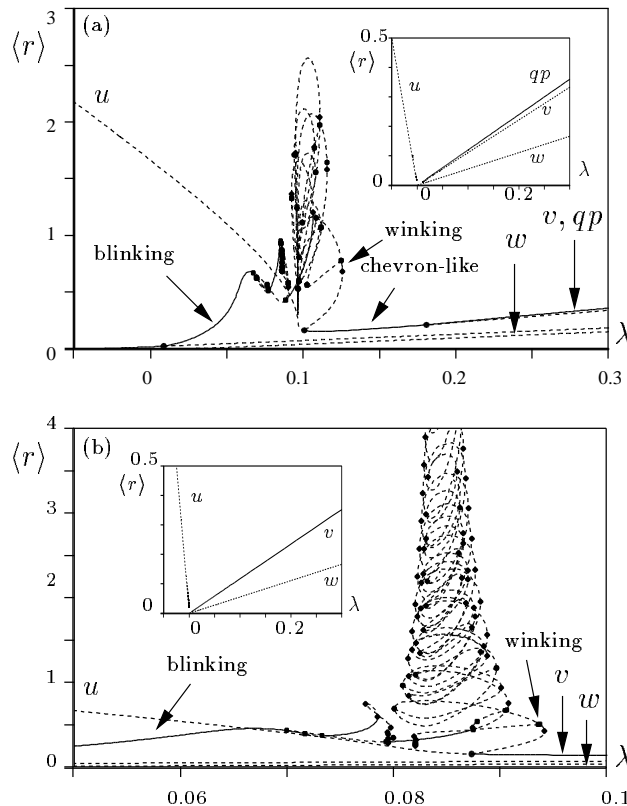 3
(a)
⟨r⟩
0.5
⟨r⟩
u
qp
v
w
0
0.2
λ
2
u
1
blinking
winking
chevron-like
w
v, qp
0
λ
0
0.1
0.2
0.3
4
(b)
⟨r⟩
0.5
⟨r⟩
u
v
w
0
0
0.2
λ
3
2
1
blinking
winking
u
v
w
0
λ
0.06
0.08
0.1